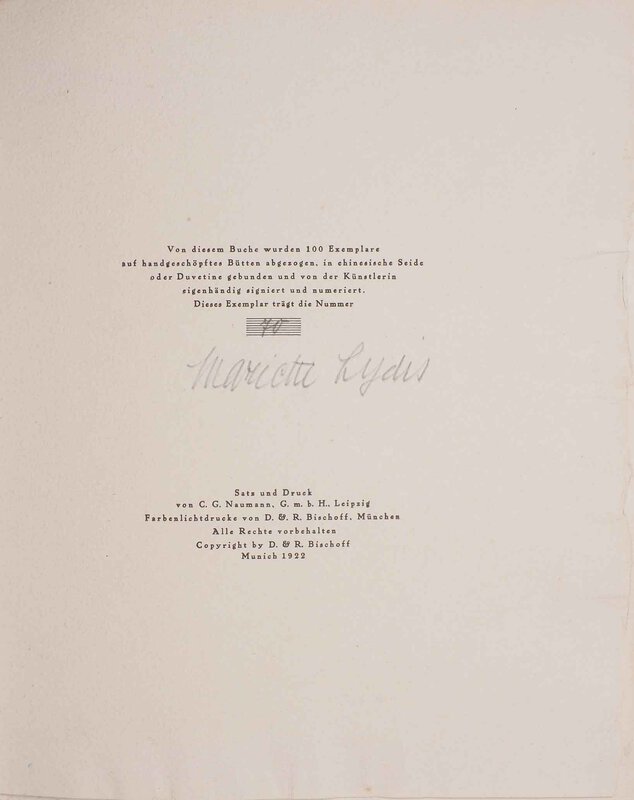 Von diesem Buche wurden 100 Exemplare
auf handgeschöpftes Bütten abgezogen, in chinesische Seide
oder Duvetine gebunden und von der Künstlerin
eigenhändig signiert und numeriert.
Dieses Exemplar trägt die Nummer
70
Mariette Lydis
Satz und Druck
von C. G. Naumann, G. m. b. H., Leipzig
Farbenlichtdrucke von D. & R. Bischoff, München
Alle Rechte vorbehalten
Copyright by D. & R. Bischoff
Munich 1922